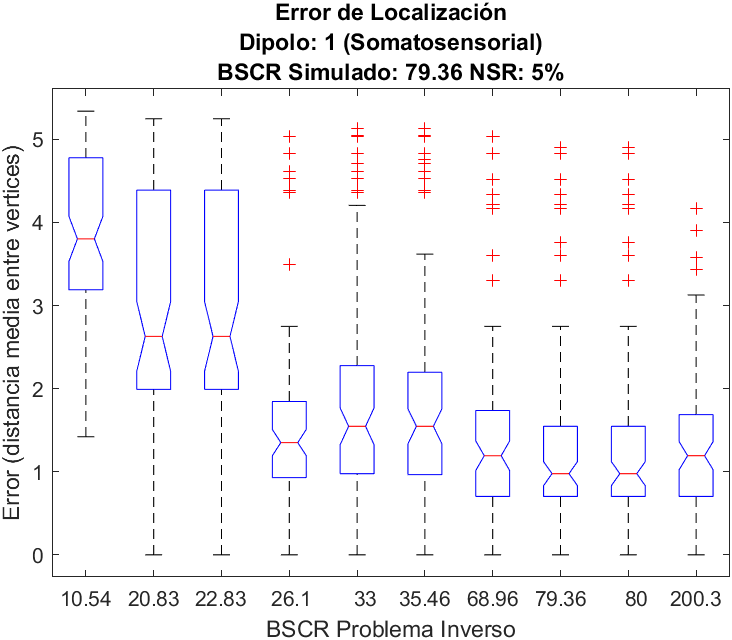 Error de Localización
Dipolo: 1 (Somatosensorial)
BSCR Simulado: 79.36 NSR: 5%
Error (distancia media entre vertices)
5
4
3
2
1
0
10.54 20.83 22.83 26.1 33 35.46 68.96 79.36 80 200.3
BSCR Problema Inverso